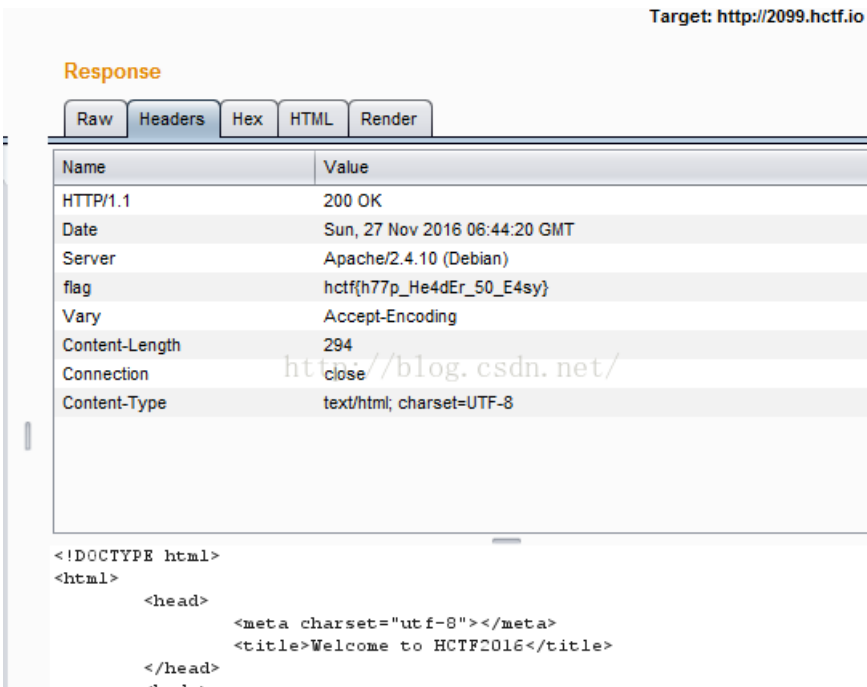 Target: http://2099.hctf.io
Response
Raw Headers Hex HTML Render
Name Value
HTTP/1.1 200 OK
Date Sun, 27 Nov 2016 06:44:20 GMT
Server Apache/2.4.10 (Debian)
flag hctf{h77p_He4dEr_50_E4sy}
Vary Accept-Encoding
Content-Length 294
http://blog.csdn.net/
Connection close
Content-Type text/html; charset=UTF-8
<!DOCTYPE html>
<html>
<head>
<meta charset="utf-8"></meta>
<title>Welcome to HCTF2016</title>
</head>